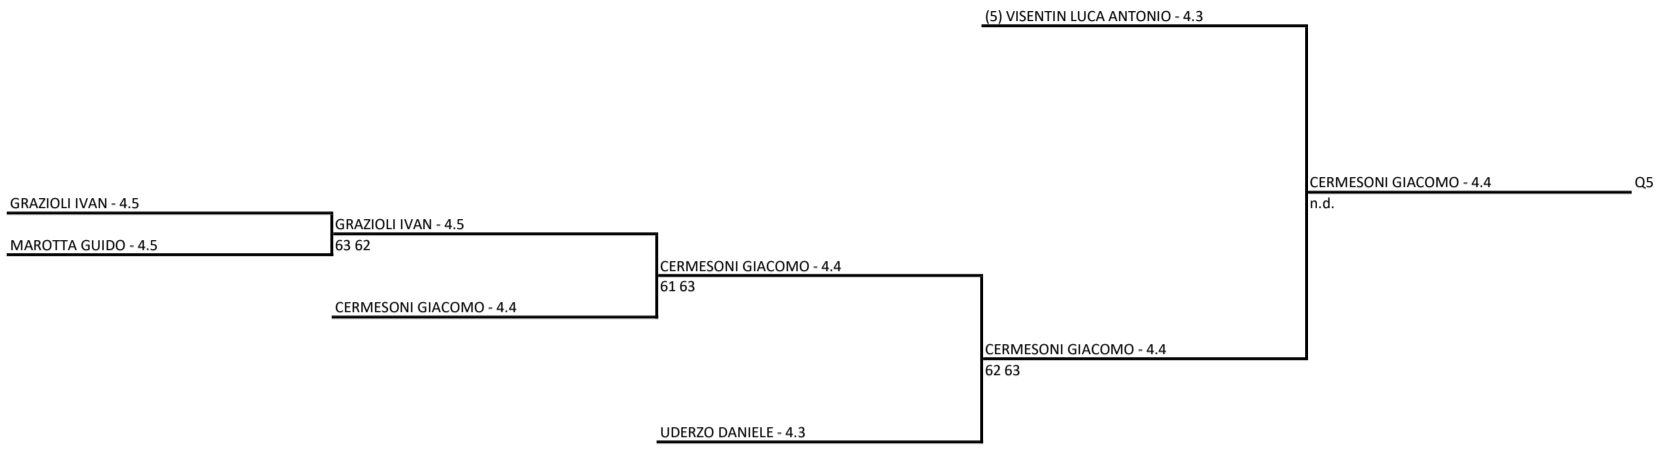 (5) VISENTIN LUCA ANTONIO - 4.3
CERMESONI GIACOMO - 4.4
Q5
n.d.
GRAZIOLI IVAN - 4.5
GRAZIOLI IVAN - 4.5
MAROTTA GUIDO - 4.5
63 62
CERMESONI GIACOMO - 4.4
61 63
CERMESONI GIACOMO - 4.4
CERMESONI GIACOMO - 4.4
62 63
UDERZO DANIELE - 4.3